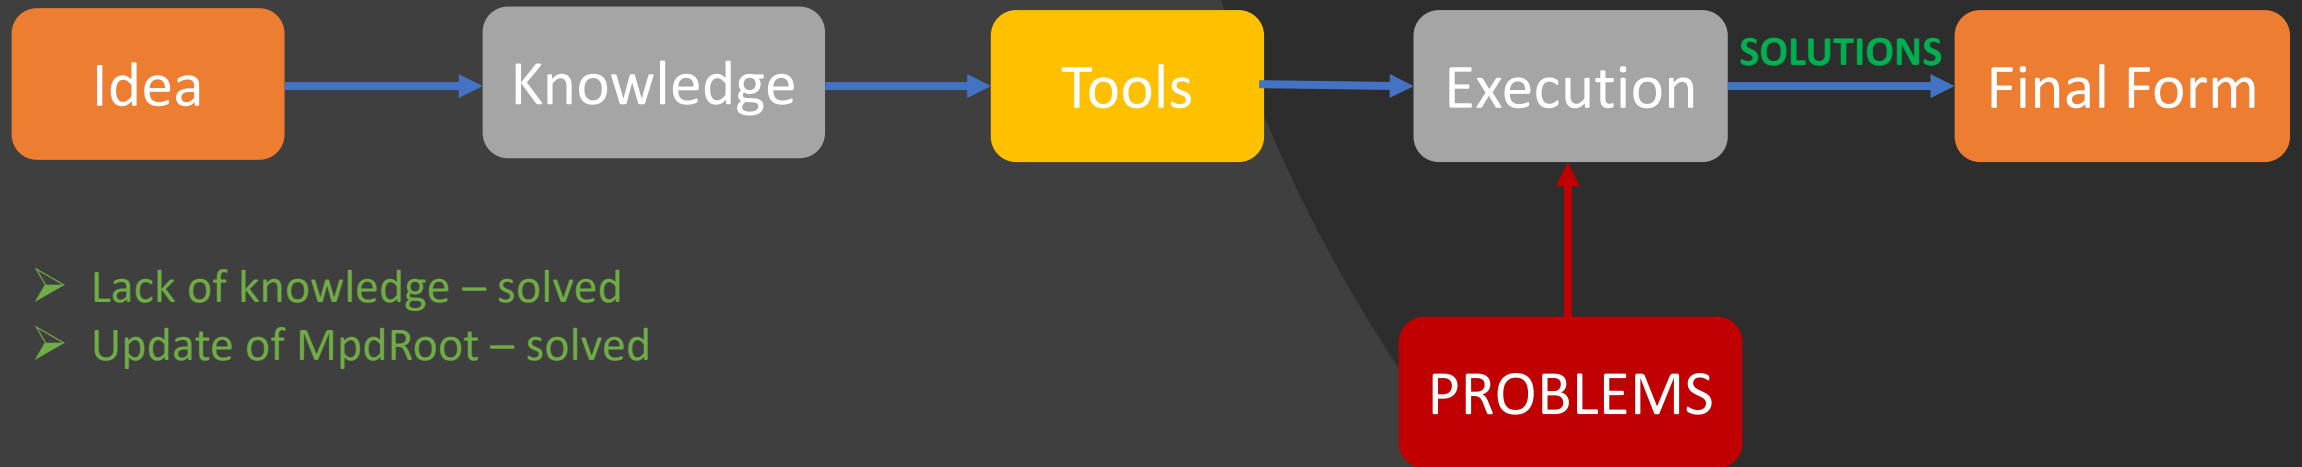 Idea
Knowledge
Tools
Execution
SOLUTIONS
Final Form
➢ Lack of knowledge – solved
➢ Update of MpdRoot – solved
PROBLEMS